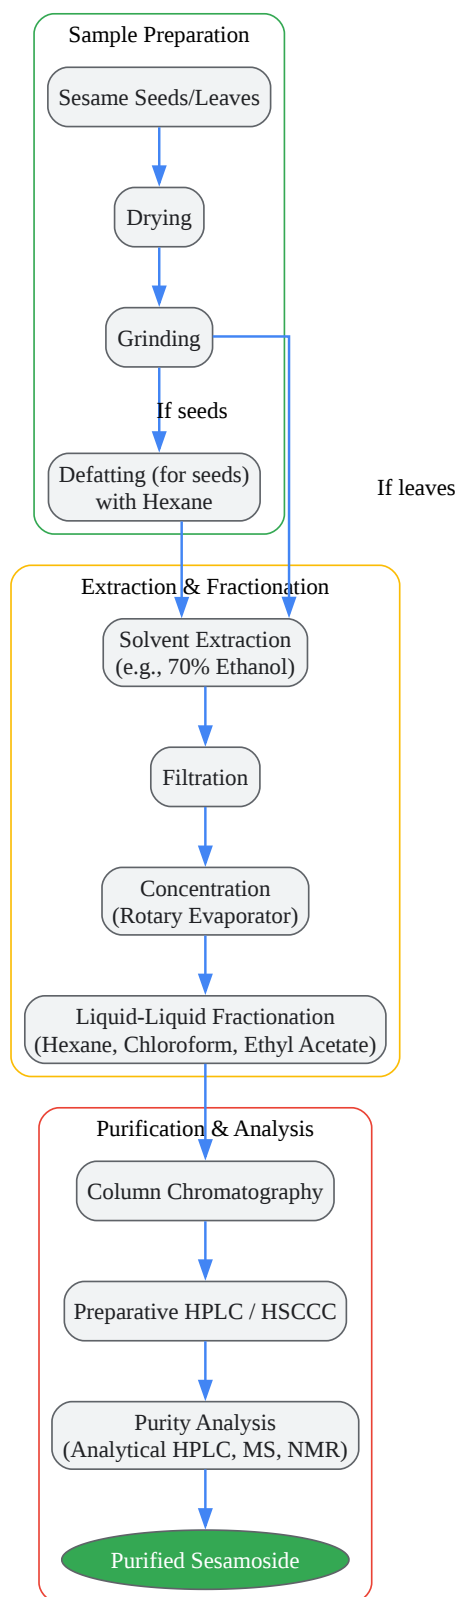 Sample Preparation
Sesame Seeds/Leaves
Drying
Grinding
If seeds
Defatting (for seeds)
with Hexane
If leaves
Extraction & Fractionation
Solvent Extraction
(e.g., 70% Ethanol)
Filtration
Concentration
(Rotary Evaporator)
Liquid-Liquid Fractionation
(Hexane, Chloroform, Ethyl Acetate)
Purification & Analysis
Column Chromatography
Preparative HPLC / HSCCC
Purity Analysis
(Analytical HPLC, MS, NMR)
Purified Sesamoside